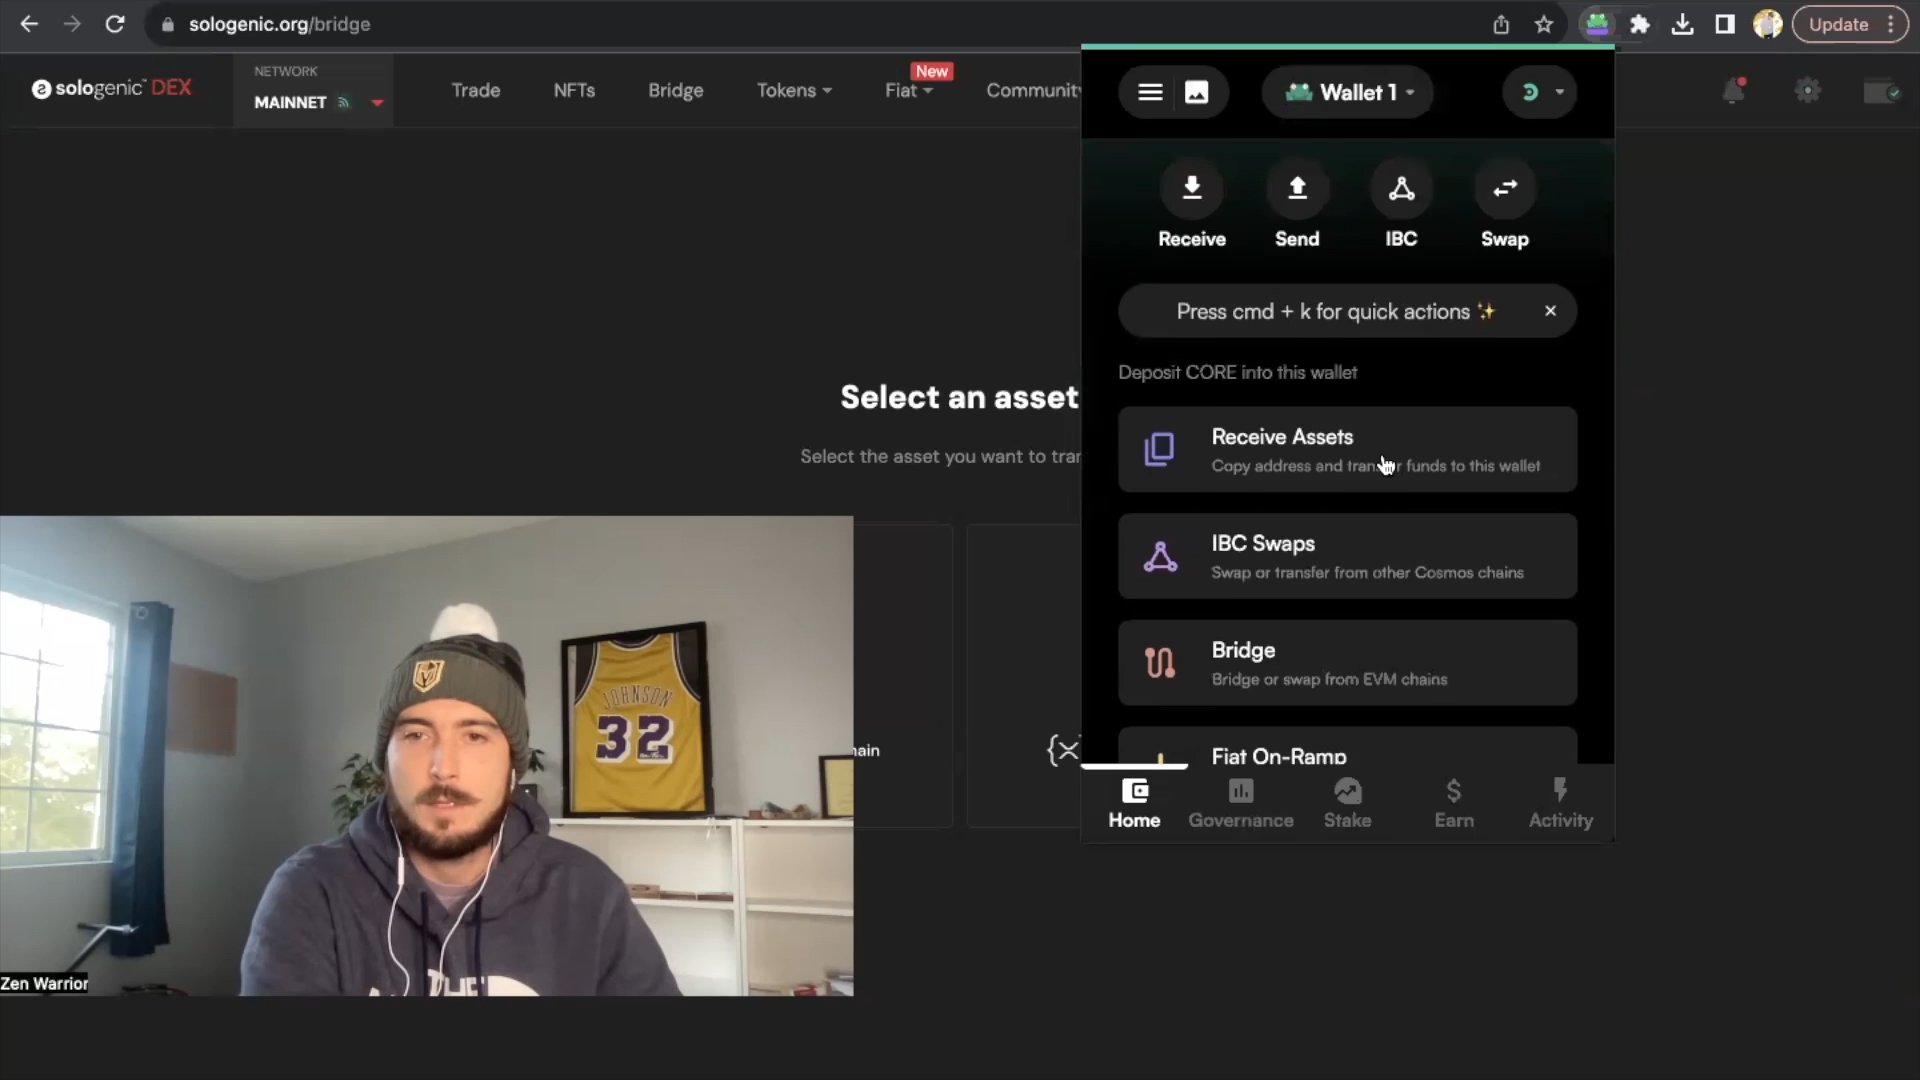 sologenic.org/bridge
Update
sologenic DEX
NETWORK
MAINNET
Trade
NFTs
Bridge
Tokens
New
Fiat
Community
Wallet 1
Receive
Send
IBC
Swap
Press cmd + k for quick actions ✨
Deposit CORE into this wallet
Receive Assets
Copy address and transfer funds to this wallet
IBC Swaps
Swap or transfer from other Cosmos chains
Bridge
Bridge or swap from EVM chains
Fiat On-Ramp
Home
Governance
Stake
Earn
Activity
Select an asset
Select the asset you want to tran
hain
{X
JOHNSON
32
THE
Zen Warrior